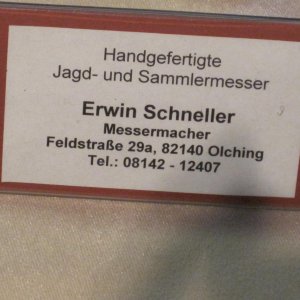 Handgefertigte
Jagd- und Sammlermesser
Erwin Schneller
Messermacher
Feldstraße 29a, 82140 Olching
Tel.: 08142 - 12407